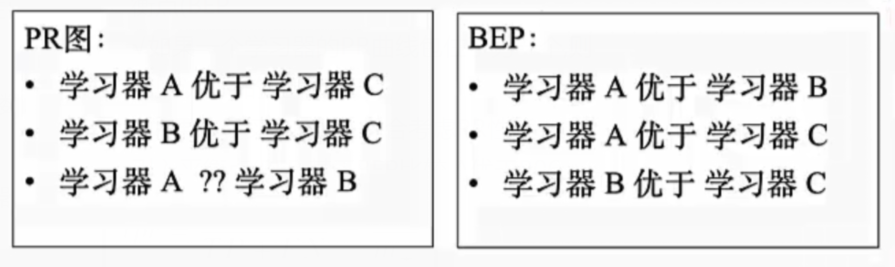 PR图：
• 学习器 A 优于 学习器 C
• 学习器 B 优于 学习器 C
• 学习器 A ?? 学习器 B
BEP：
• 学习器 A 优于 学习器 B
• 学习器 A 优于 学习器 C
• 学习器 B 优于 学习器 C